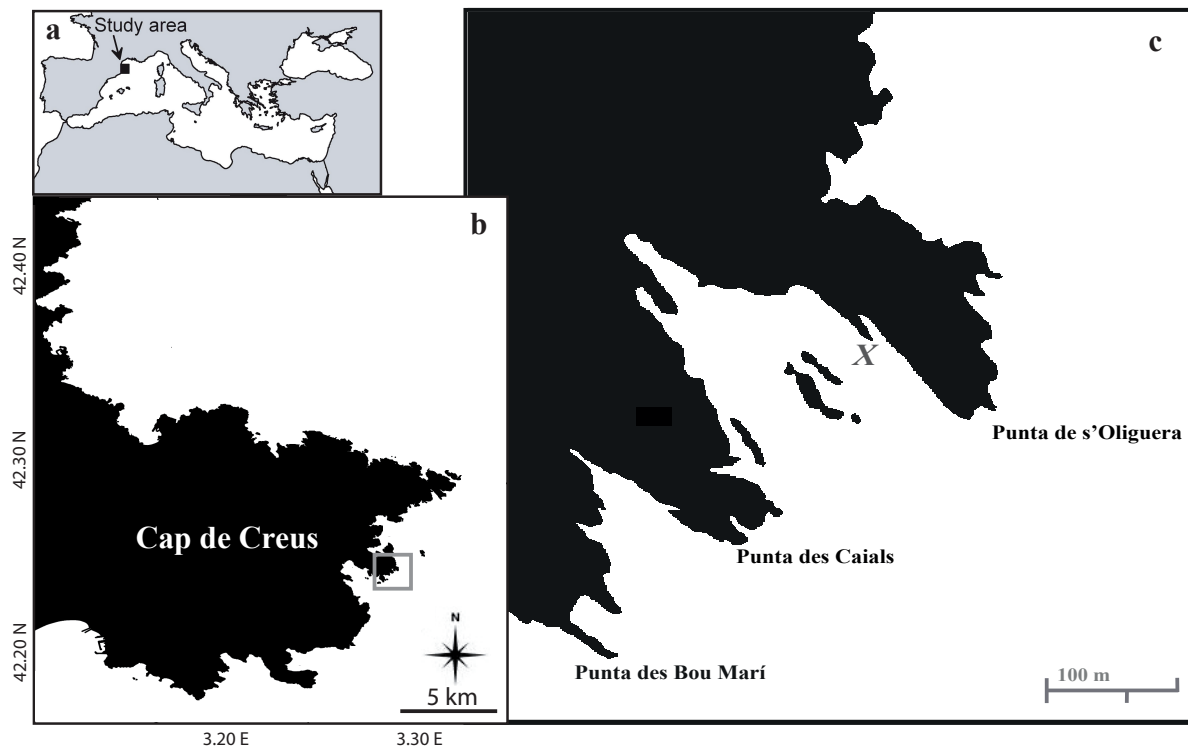 a
Study area
c
b
42.40 N
42.30 N
42.20 N
Cap de Creus
N
5 km
3.20 E
3.30 E
X
Punta de s'Oliguera
Punta des Caials
Punta des Bou Marí
100 m